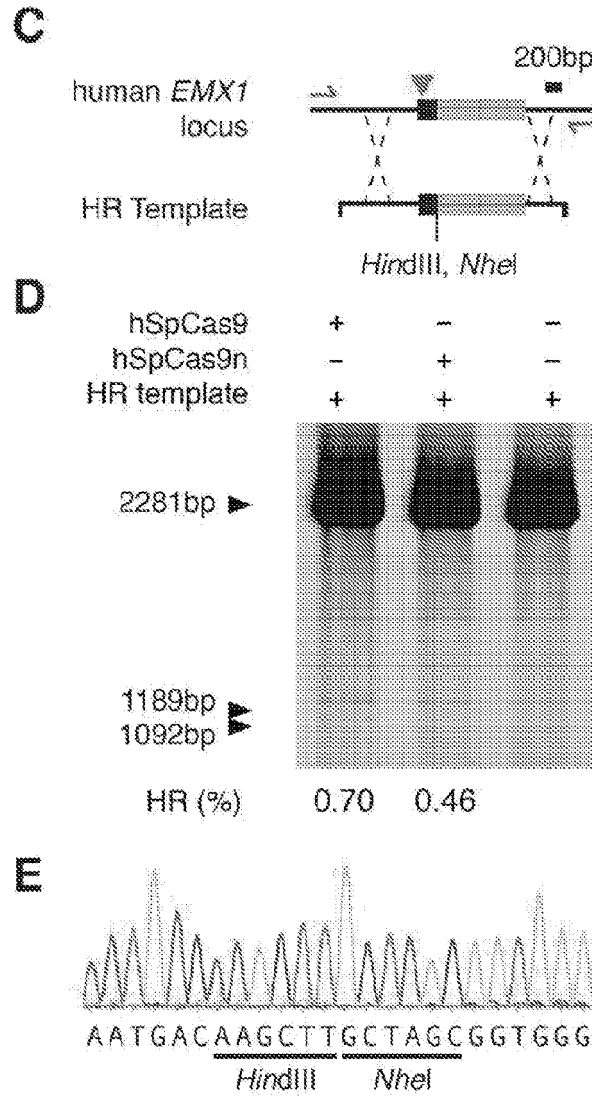 C
200bp
human EMX1
locus
HR Template
HindIII, NheI
D
hSpCas9 + – –
hSpCas9n – + –
HR template + + +
2281bp
1189bp
1092bp
HR (%) 0.70 0.46
E
AATGACAAGCTTGCTAGCGGTGGG
HindIII NheI